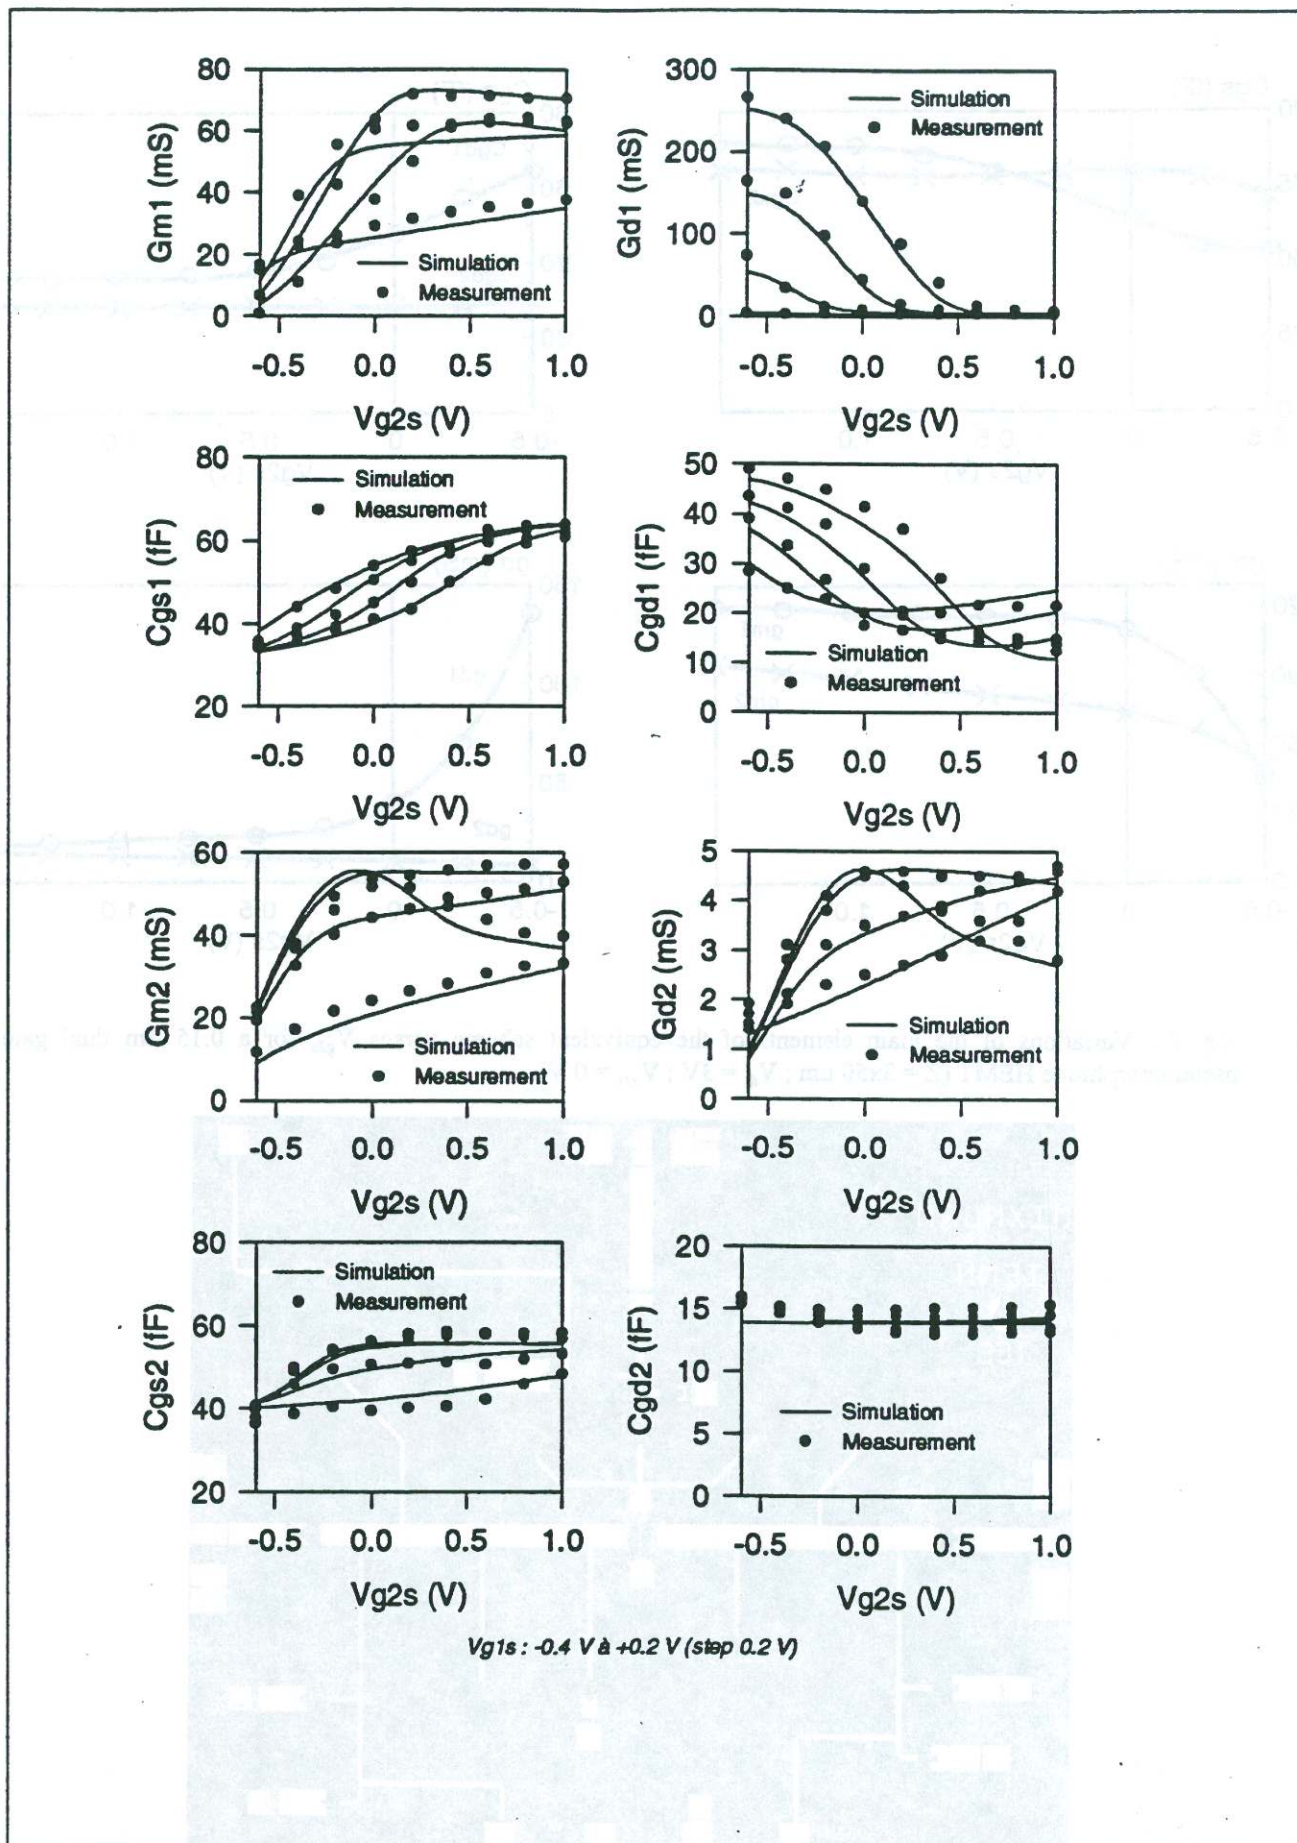 80
60
40
20
0
Gm1 (mS)
Simulation
Measurement
-0.5 0.0 0.5 1.0
Vg2s (V)
300
200
100
0
Gd1 (mS)
Simulation
Measurement
-0.5 0.0 0.5 1.0
Vg2s (V)
80
60
40
20
Cgs1 (fF)
Simulation
Measurement
-0.5 0.0 0.5 1.0
Vg2s (V)
50
40
30
20
10
0
Cgd1 (fF)
Simulation
Measurement
-0.5 0.0 0.5 1.0
Vg2s (V)
60
40
20
0
Gm2 (mS)
Simulation
Measurement
-0.5 0.0 0.5 1.0
Vg2s (V)
5
4
3
2
1
0
Gd2 (mS)
Simulation
Measurement
-0.5 0.0 0.5 1.0
Vg2s (V)
80
60
40
20
Cgs2 (fF)
Simulation
Measurement
-0.5 0.0 0.5 1.0
Vg2s (V)
20
15
10
5
0
Cgd2 (fF)
Simulation
Measurement
-0.5 0.0 0.5 1.0
Vg2s (V)
Vg1s : -0.4 V à +0.2 V (step 0.2 V)